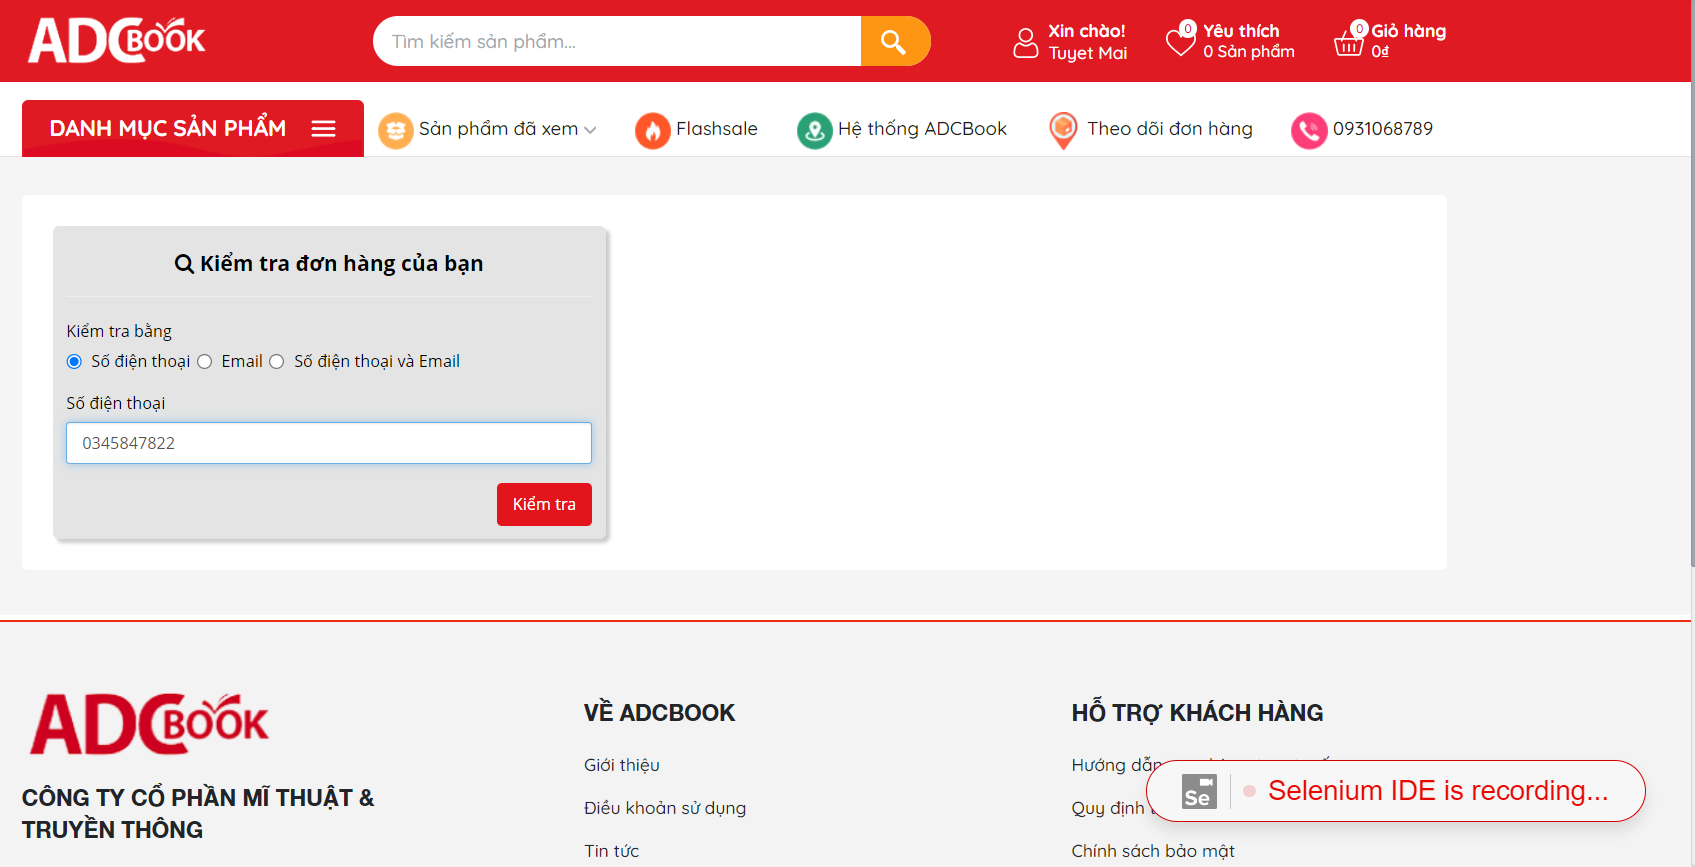 ADCBOOK
Tìm kiếm sản phẩm...
Xin chào!
Tuyet Mai
0
Yêu thích
0 Sản phẩm
0
Giỏ hàng
0₫
DANH MỤC SẢN PHẨM
Sản phẩm đã xem
Flashsale
Hệ thống ADCBook
Theo dõi đơn hàng
0931068789
Kiểm tra đơn hàng của bạn
Kiểm tra bằng
Số điện thoại Email Số điện thoại và Email
Số điện thoại
0345847822
Kiểm tra
ADCBOOK
CÔNG TY CỔ PHẦN MĨ THUẬT &
TRUYỀN THÔNG
VỀ ADCBOOK
Giới thiệu
Điều khoản sử dụng
Tin tức
HỖ TRỢ KHÁCH HÀNG
Hướng dẫn
Quy định
Chính sách bảo mật
Se
Selenium IDE is recording...